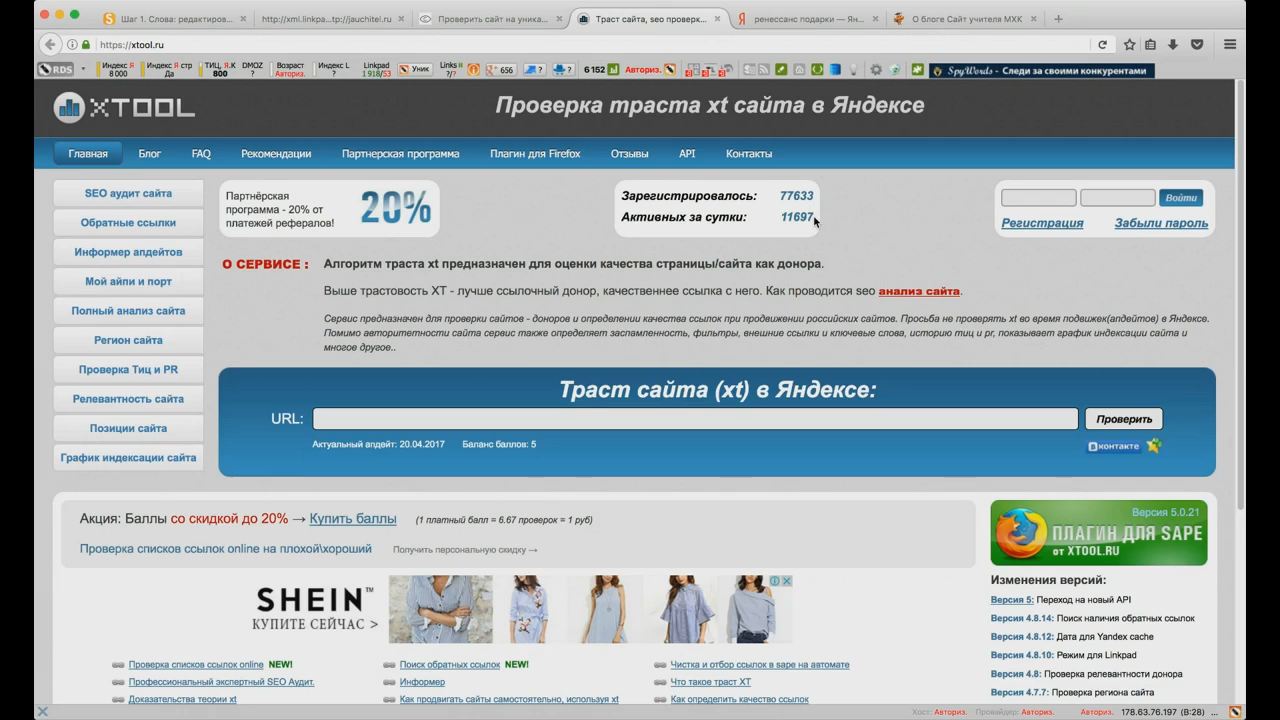 Шаг 1. Слова: редактиров...
http://xml.linkpa...tp://jauchitel.ru
Проверить сайт на уника...
Траст сайта, seo проверк...
ренессанс подарки — Ян...
О блоге Сайт учителя МХК
https://xtool.ru
RDS
Индекс Я 8 000
Индекс Я стр Да
ТИЦ, Я.К 800
DMOZ ?
Возраст Авториз.
Индекс L ?
Linkpad 1 918/53
Уник
Links ?/?
656
?
?
6 152
Авториз.
SpyWords - Следи за своими конкурентами
XTOOL
Проверка траста xt сайта в Яндексе
Главная
Блог
FAQ
Рекомендации
Партнерская программа
Плагин для Firefox
Отзывы
API
Контакты
SEO аудит сайта
Обратные ссылки
Информер апдейтов
Мой айпи и порт
Полный анализ сайта
Регион сайта
Проверка Тиц и PR
Релевантность сайта
Позиции сайта
График индексации сайта
Партнёрская
программа - 20% от
платежей рефералов!
20%
Зарегистрировалось: 77633
Активных за сутки: 11697
Войти
Регистрация Забыли пароль
О СЕРВИСЕ : Алгоритм траста xt предназначен для оценки качества страницы/сайта как донора.
Выше трастовость XT - лучше ссылочный донор, качественнее ссылка с него. Как проводится seo анализ сайта.
Сервис предназначен для проверки сайтов - доноров и определении качества ссылок при продвижении российских сайтов. Просьба не проверять xt во время подвижек(апдейтов) в Яндексе.
Помимо авторитетности сайта сервис также определяет заспамленность, фильтры, внешние ссылки и ключевые слова, историю тиц и pr, показывает график индексации сайта и
многое другое..
Траст сайта (xt) в Яндексе:
URL:
Проверить
Актуальный апдейт: 20.04.2017 Баланс баллов: 5
Вконтакте
Акция: Баллы со скидкой до 20% → Купить баллы (1 платный балл = 6.67 проверок = 1 руб)
Проверка списков ссылок online на плохой\хороший Получить персональную скидку →
SHEIN™
КУПИТЕ СЕЙЧАС >
Проверка списков ссылок online NEW!
Профессиональный экспертный SEO Аудит.
Доказательства теории xt
Поиск обратных ссылок NEW!
Информер
Как продвигать сайты самостоятельно, используя xt
Чистка и отбор ссылок в sape на автомате
Что такое траст XT
Как определить качество ссылок
Версия 5.0.21
ПЛАГИН ДЛЯ SAPE
от XTOOL.RU
Изменения версий:
Версия 5: Переход на новый API
Версия 4.8.14: Поиск наличия обратных ссылок
Версия 4.8.12: Дата для Yandex cache
Версия 4.8.10: Режим для Linkpad
Версия 4.8: Проверка релевантности донора
Версия 4.7.7: Проверка региона сайта
Хост: Авториз. Провайдер: Авториз. Авториз. 178.63.76.197 (B:28) ...